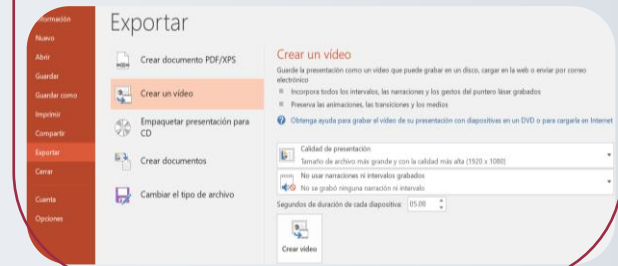 Información
Nuevo
Abrir
Guardar
Guardar como
Imprimir
Compartir
Exportar
Cerrar
Cuenta
Opciones
Exportar
Crear documento PDF/XPS
Crear un vídeo
Empaquetar presentación para
CD
Crear documentos
Cambiar el tipo de archivo
Crear un vídeo
Guarde la presentación como un vídeo que puede grabar en un disco, cargar en la web o enviar por correo
electrónico
Incorpora todos los intervalos, las narraciones y los gestos del puntero láser grabados
Preserva las animaciones, las transiciones y los medios
Obtenga ayuda para grabar el vídeo de su presentación con diapositivas en un DVD o para cargarla en Internet
Calidad de presentación
Tamaño de archivo más grande y con la calidad más alta (1920 x 1080)
No usar narraciones ni intervalos grabados
No se grabó ninguna narración ni intervalo
Segundos de duración de cada diapositiva: 05.00
Crear vídeo